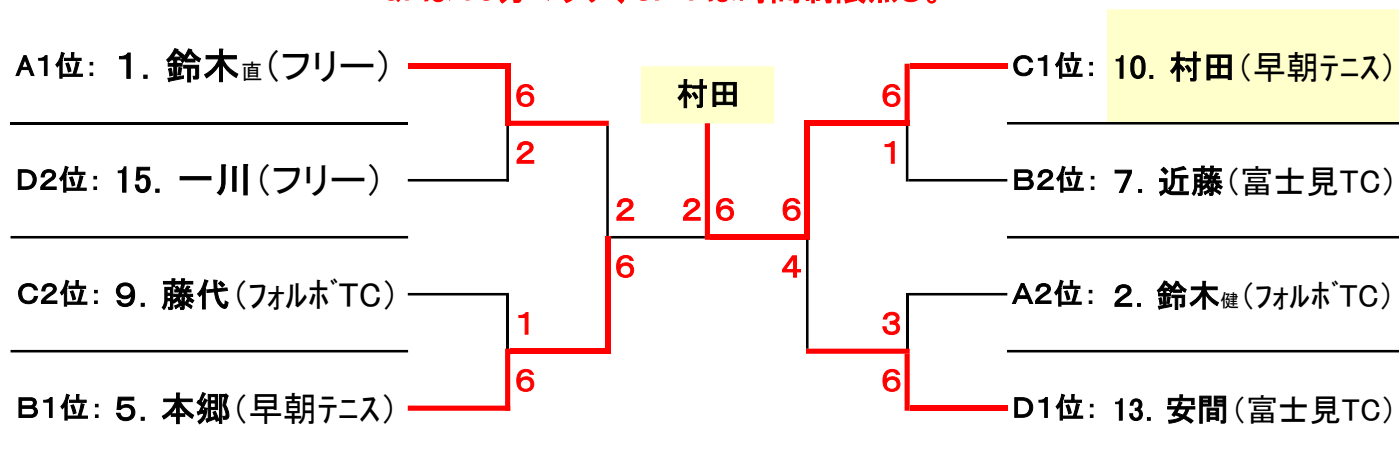 A1位: 1. 鈴木直(フリー)
6
2
D2位: 15. 一川(フリー)
2
6
C2位: 9. 藤代(フォルボTC)
1
6
B1位: 5. 本郷(早朝テニス)
村田
2 6
C1位: 10. 村田(早朝テニス)
6
1
B2位: 7. 近藤(富士見TC)
6
4
A2位: 2. 鈴木健(フォルボTC)
3
6
D1位: 13. 安間(富士見TC)